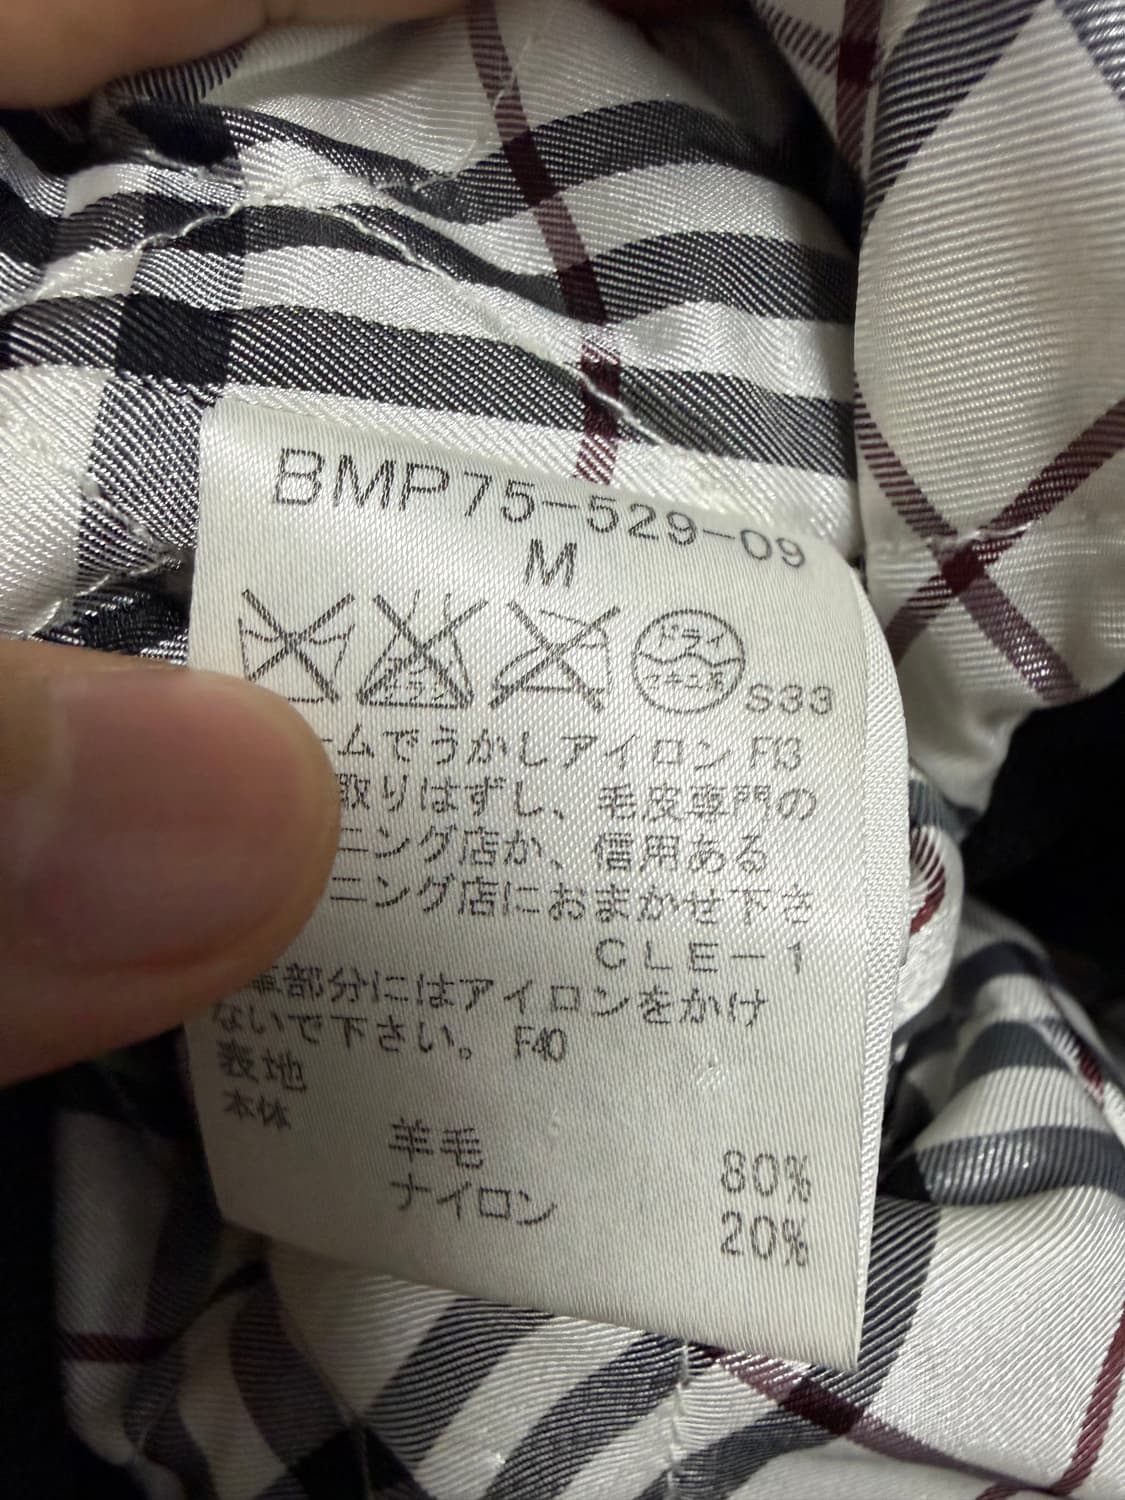 BMP75-529-09
M
ドライ
S33
ームでうかしアイロン F13
取りはずし、毛皮専門の
ニング店か、信用ある
ニング店におまかせ下さ
CLE-1
革部分にはアイロンをかけ
ないで下さい。 F40
表地
本体
羊毛 80%
ナイロン 20%